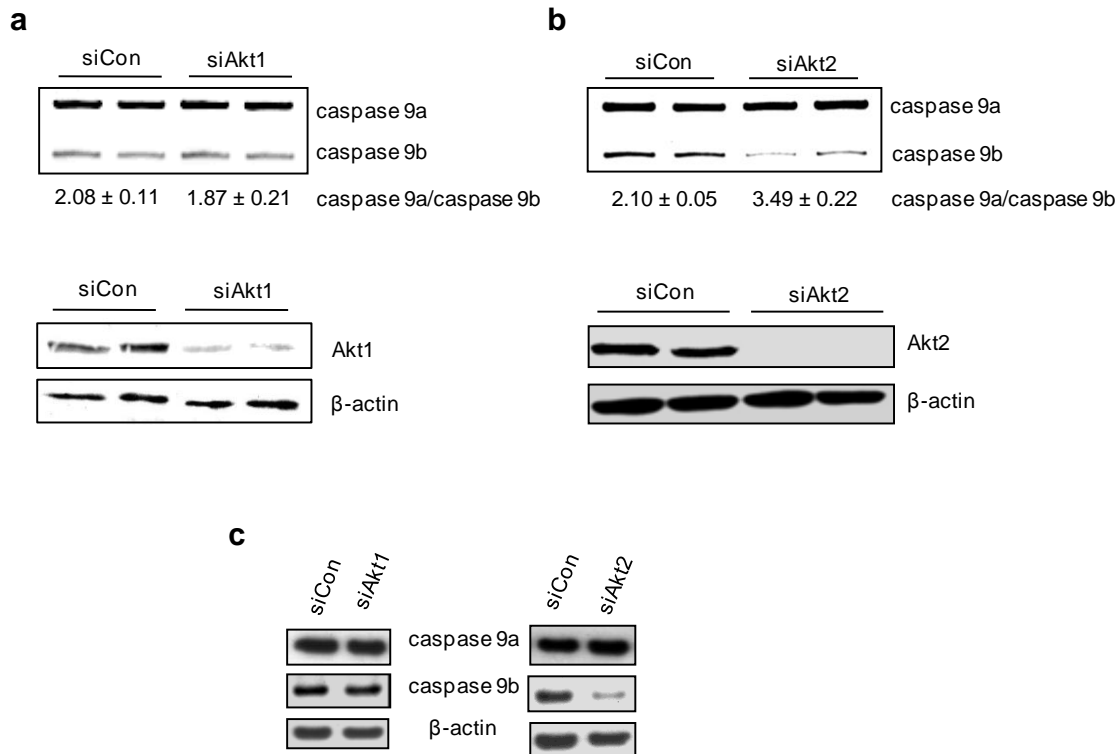 a
siCon siAkt1
caspase 9a
caspase 9b
2.08 ± 0.11 1.87 ± 0.21 caspase 9a/caspase 9b
siCon siAkt1
Akt1
β-actin
b
siCon siAkt2
caspase 9a
caspase 9b
2.10 ± 0.05 3.49 ± 0.22 caspase 9a/caspase 9b
siCon siAkt2
Akt2
β-actin
c
siCon siAkt1 siCon siAkt2
caspase 9a
caspase 9b
β-actin